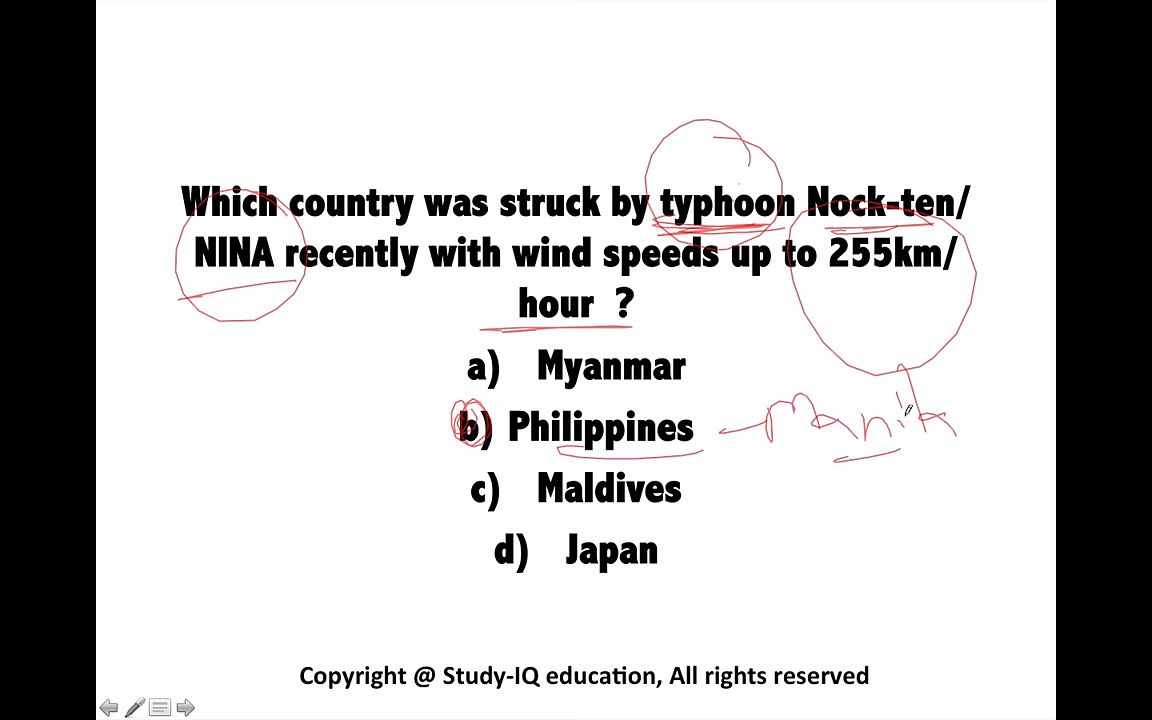 Which country was struck by typhoon Nock-ten/
NINA recently with wind speeds up to 255km/
hour ?
a) Myanmar
b) Philippines
Manila
c) Maldives
d) Japan
Copyright @ Study-IQ education, All rights reserved